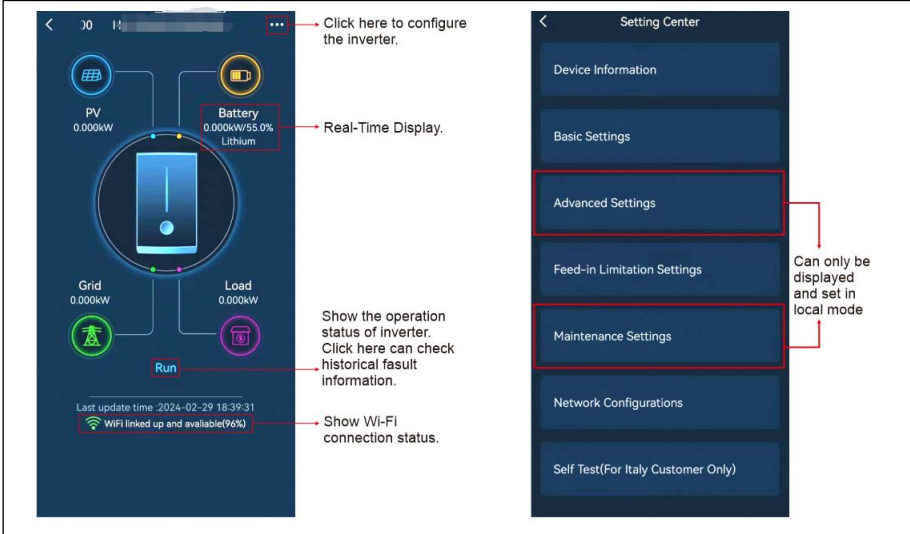 Click here to configure
the inverter.
PV
0.000kW
Battery
0.000kW/55.0%
Lithium
Real-Time Display.
Grid
0.000kW
Load
0.000kW
Run
Show the operation
status of inverter.
Click here can check
historical fasult
information.
Last update time :2024-02-29 18:39:31
WiFi linked up and avaliable(96%)
Show Wi-Fi
connection status.
Setting Center
Device Information
Basic Settings
Advanced Settings
Feed-in Limitation Settings
Maintenance Settings
Network Configurations
Self Test(For Italy Customer Only)
Can only be
displayed
and set in
local mode